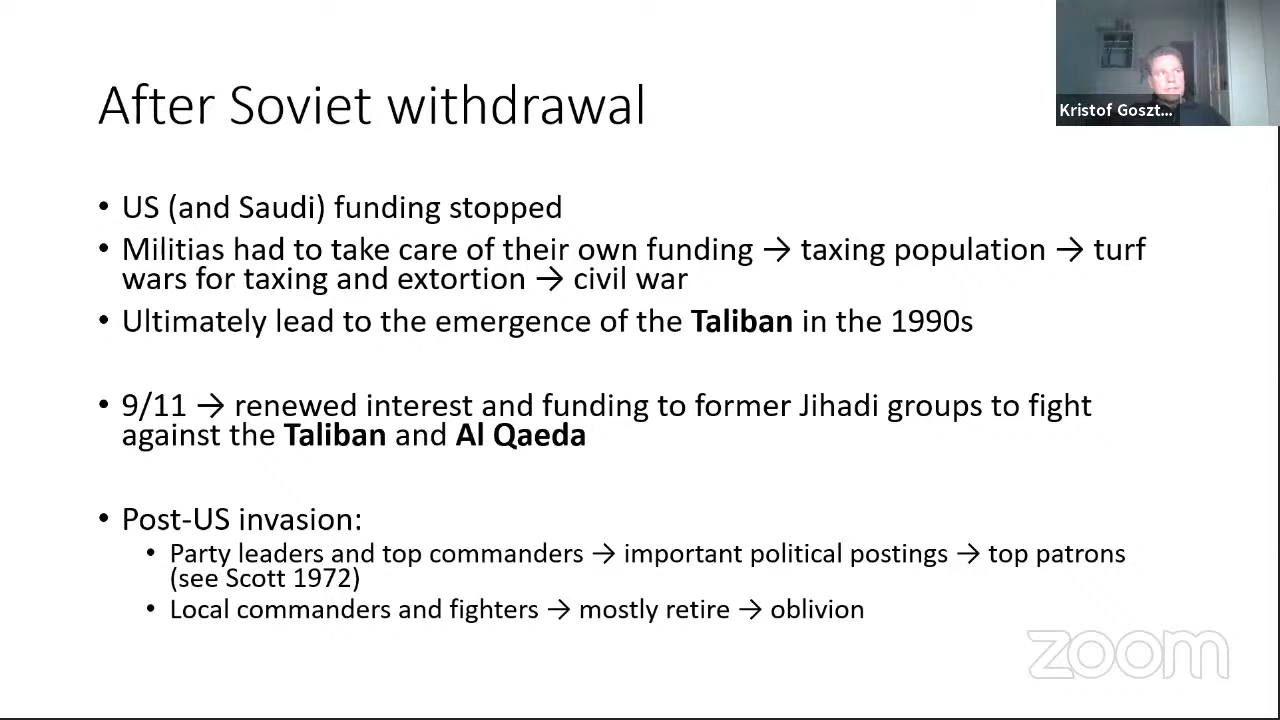 After Soviet withdrawal
Kristof Goszt...
• US (and Saudi) funding stopped
• Militias had to take care of their own funding → taxing population → turf
wars for taxing and extortion → civil war
• Ultimately lead to the emergence of the Taliban in the 1990s
• 9/11 → renewed interest and funding to former Jihadi groups to fight
against the Taliban and Al Qaeda
• Post-US invasion:
• Party leaders and top commanders → important political postings → top patrons
(see Scott 1972)
• Local commanders and fighters → mostly retire → oblivion
zoom